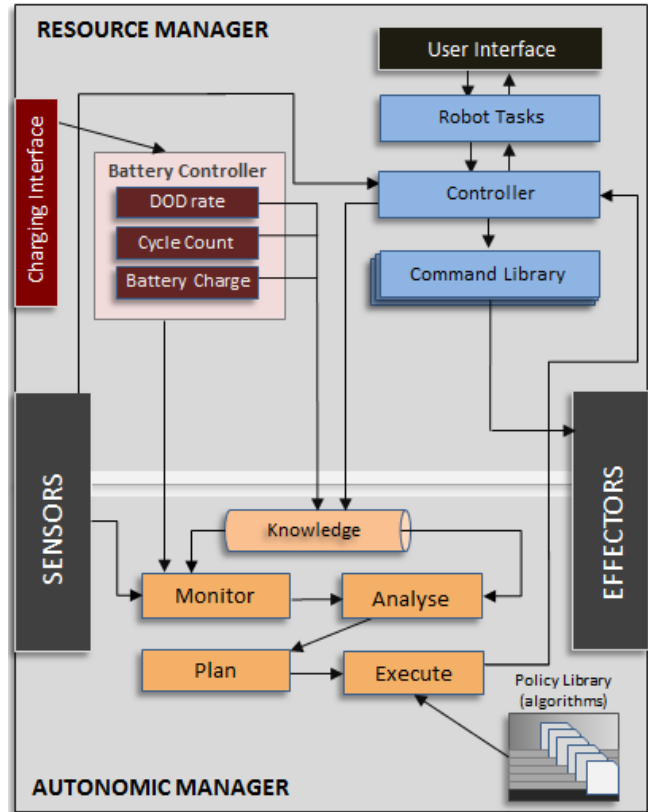 RESOURCE MANAGER
User Interface
Robot Tasks
Charging Interface
Battery Controller
DOD rate
Cycle Count
Battery Charge
Controller
Command Library
SENSORS
EFFECTORS
Knowledge
Monitor
Analyse
Plan
Execute
Policy Library
(algorithms)
AUTONOMIC MANAGER